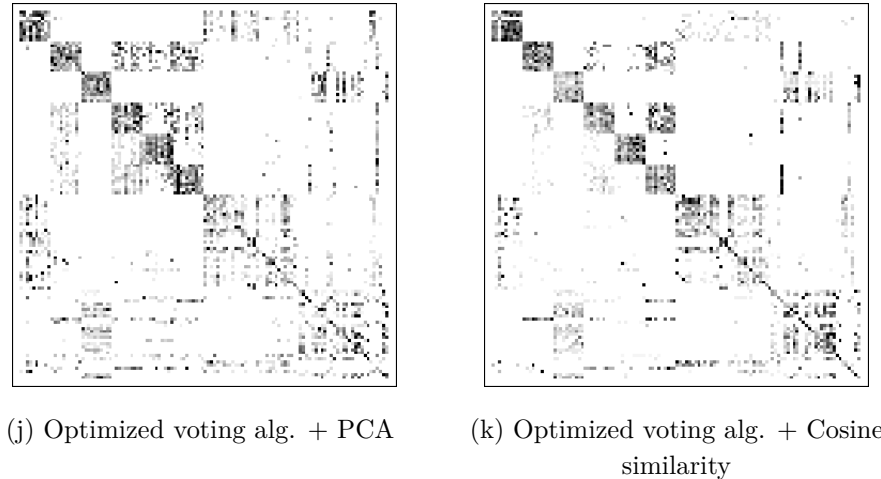 (j) Optimized voting alg. + PCA
(k) Optimized voting alg. + Cosine
similarity